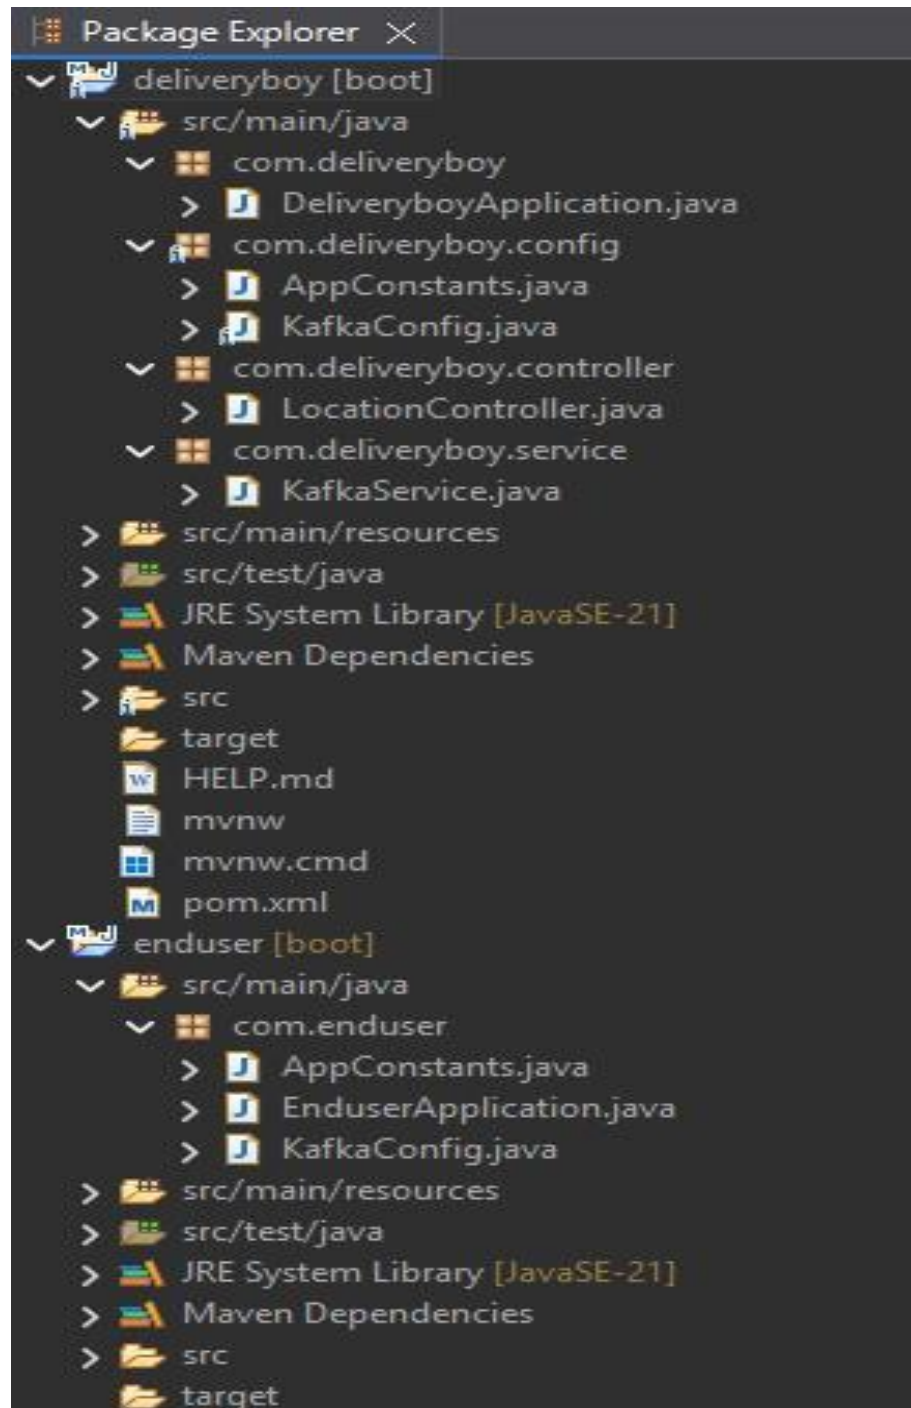 Package Explorer
deliveryboy [boot]
src/main/java
com.deliveryboy
DeliveryboyApplication.java
com.deliveryboy.config
AppConstants.java
KafkaConfig.java
com.deliveryboy.controller
LocationController.java
com.deliveryboy.service
KafkaService.java
src/main/resources
src/test/java
JRE System Library [JavaSE-21]
Maven Dependencies
src
target
HELP.md
mvnw
mvnw.cmd
pom.xml
enduser [boot]
src/main/java
com.enduser
AppConstants.java
EnduserApplication.java
KafkaConfig.java
src/main/resources
src/test/java
JRE System Library [JavaSE-21]
Maven Dependencies
src
target